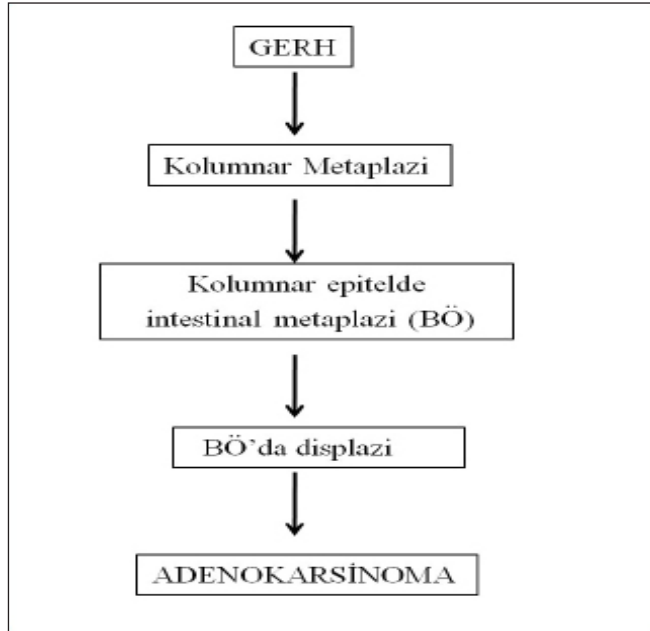 GERH
Kolumnar Metaplazi
Kolumnar epitelde
intestinal metaplazi (BÖ)
BÖ'da displazi
ADENOKARSİNOMA